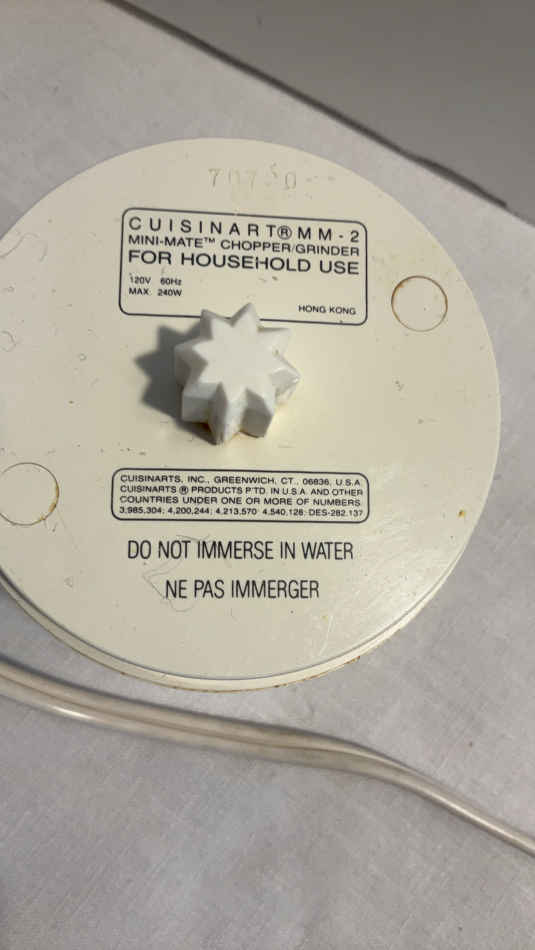 CUISINART® MM-2
MINI-MATE™ CHOPPER/GRINDER
FOR HOUSEHOLD USE
120V 60Hz
MAX. 240W
HONG KONG
CUISINARTS, INC., GREENWICH, CT., 06836, U.S.A.
CUISINARTS ® PRODUCTS P'TD. IN U.S.A. AND OTHER
COUNTRIES UNDER ONE OR MORE OF NUMBERS
3,985,304; 4,200,244; 4,213,570; 4,540,128; DES-282,137
DO NOT IMMERSE IN WATER
NE PAS IMMERGER